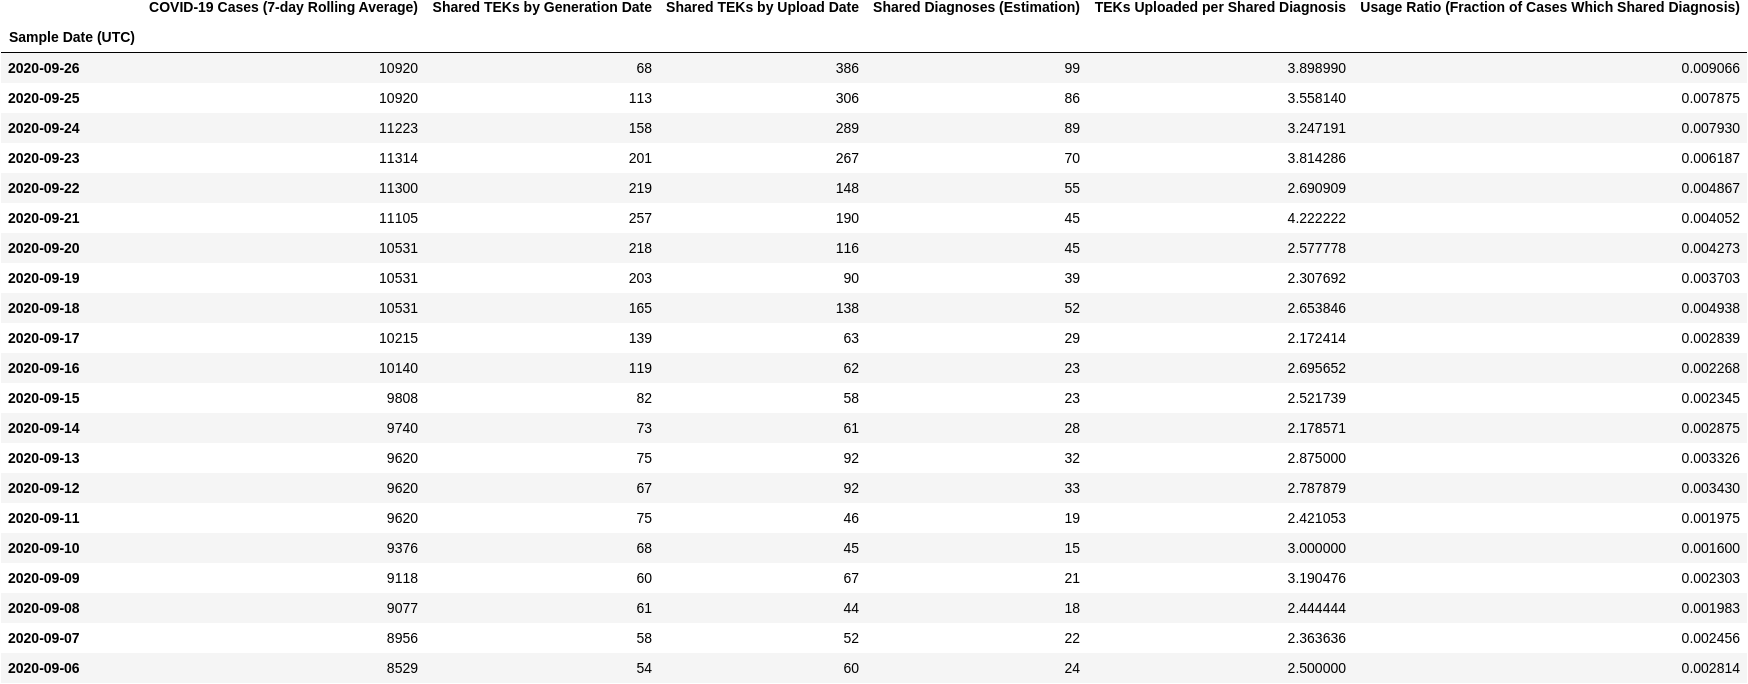 COVID-19 Cases (7-day Rolling Average) Shared TEKs by Generation Date Shared TEKs by Upload Date Shared Diagnoses (Estimation) TEKs Uploaded per Shared Diagnosis Usage Ratio (Fraction of Cases Which Shared Diagnosis)
Sample Date (UTC)
2020-09-26 10920 68 386 99 3.898990 0.009066
2020-09-25 10920 113 306 86 3.558140 0.007875
2020-09-24 11223 158 289 89 3.247191 0.007930
2020-09-23 11314 201 267 70 3.814286 0.006187
2020-09-22 11300 219 148 55 2.690909 0.004867
2020-09-21 11105 257 190 45 4.222222 0.004052
2020-09-20 10531 218 116 45 2.577778 0.004273
2020-09-19 10531 203 90 39 2.307692 0.003703
2020-09-18 10531 165 138 52 2.653846 0.004938
2020-09-17 10215 139 63 29 2.172414 0.002839
2020-09-16 10140 119 62 23 2.695652 0.002268
2020-09-15 9808 82 58 23 2.521739 0.002345
2020-09-14 9740 73 61 28 2.178571 0.002875
2020-09-13 9620 75 92 32 2.875000 0.003326
2020-09-12 9620 67 92 33 2.787879 0.003430
2020-09-11 9620 75 46 19 2.421053 0.001975
2020-09-10 9376 68 45 15 3.000000 0.001600
2020-09-09 9118 60 67 21 3.190476 0.002303
2020-09-08 9077 61 44 18 2.444444 0.001983
2020-09-07 8956 58 52 22 2.363636 0.002456
2020-09-06 8529 54 60 24 2.500000 0.002814